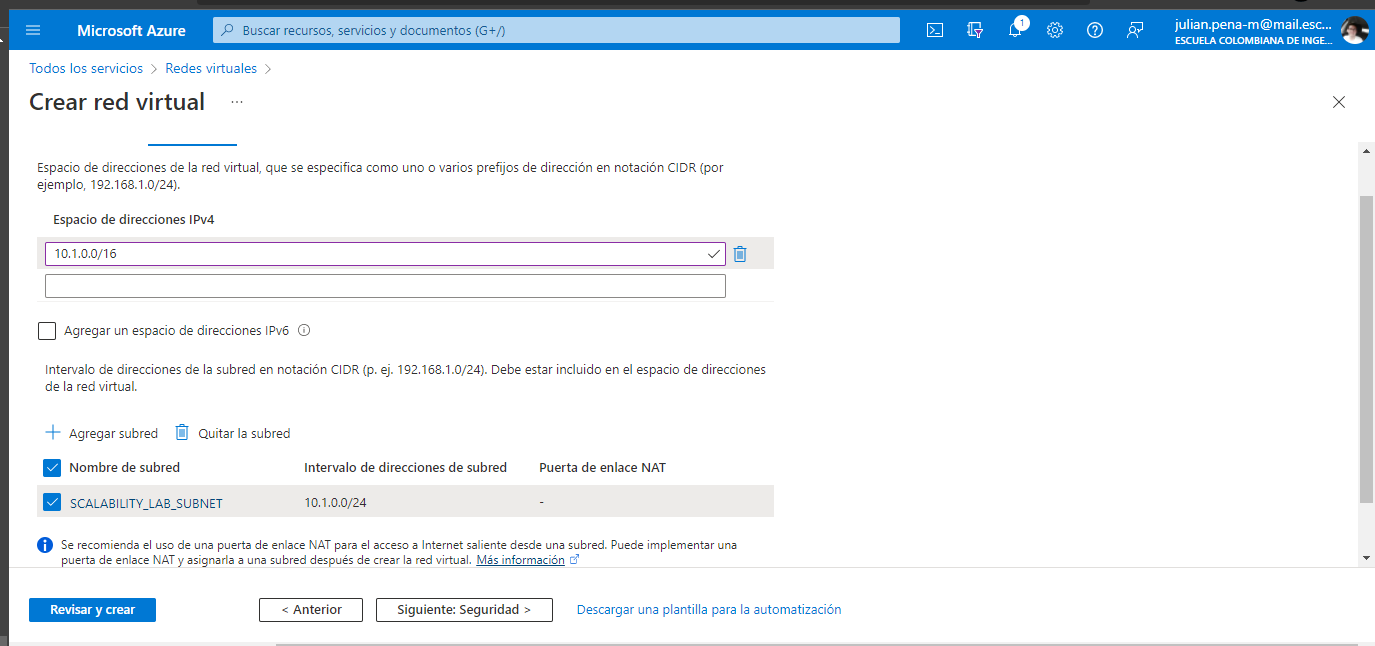 Microsoft Azure
Buscar recursos, servicios y documentos (G+/)
1
julian.pena-m@mail.esc...
ESCUELA COLOMBIANA DE INGE...
Todos los servicios > Redes virtuales >
Crear red virtual ...
Espacio de direcciones de la red virtual, que se especifica como uno o varios prefijos de dirección en notación CIDR (por
ejemplo, 192.168.1.0/24).
Espacio de direcciones IPv4
10.1.0.0/16
Agregar un espacio de direcciones IPv6
Intervalo de direcciones de la subred en notación CIDR (p. ej. 192.168.1.0/24). Debe estar incluido en el espacio de direcciones
de la red virtual.
Agregar subred Quitar la subred
Nombre de subred Intervalo de direcciones de subred Puerta de enlace NAT
SCALABILITY_LAB_SUBNET 10.1.0.0/24 -
Se recomienda el uso de una puerta de enlace NAT para el acceso a Internet saliente desde una subred. Puede implementar una
puerta de enlace NAT y asignarla a una subred después de crear la red virtual. Más información
Revisar y crear < Anterior Siguiente: Seguridad > Descargar una plantilla para la automatización